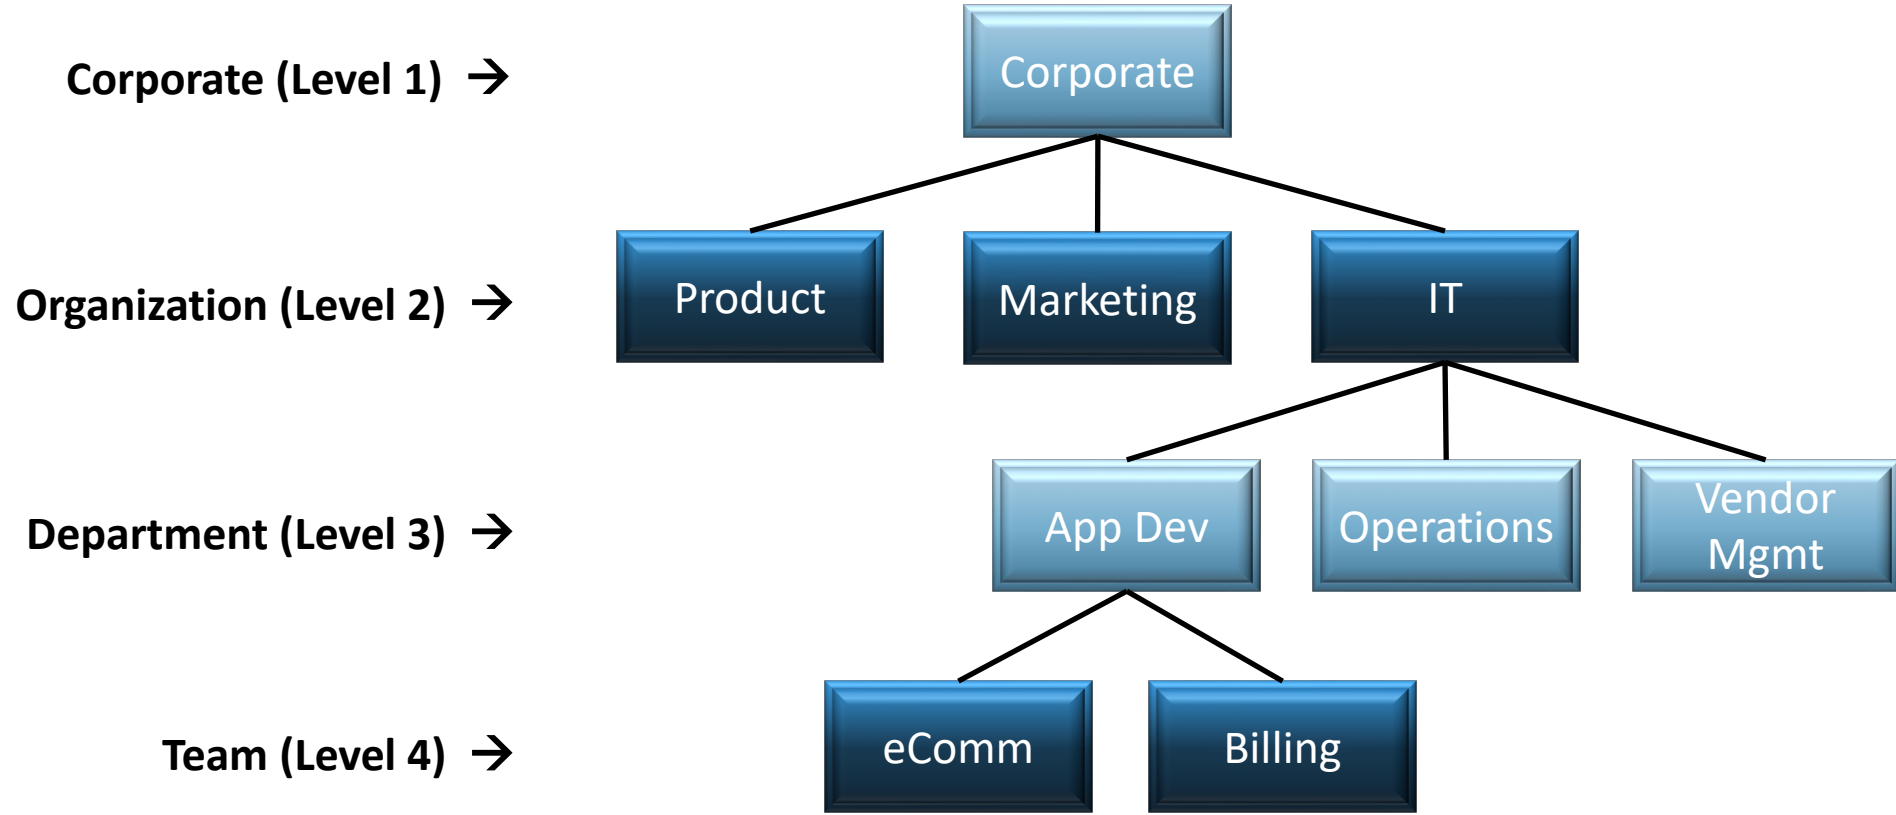 Corporate (Level 1) →
Corporate
Organization (Level 2) →
Product
Marketing
IT
Department (Level 3) →
App Dev
Operations
Vendor
Mgmt
Team (Level 4) →
eComm
Billing